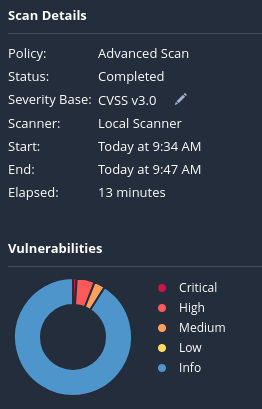 Scan Details
Policy: Advanced Scan
Status: Completed
Severity Base: CVSS v3.0
Scanner: Local Scanner
Start: Today at 9:34 AM
End: Today at 9:47 AM
Elapsed: 13 minutes
Vulnerabilities
Critical
High
Medium
Low
Info